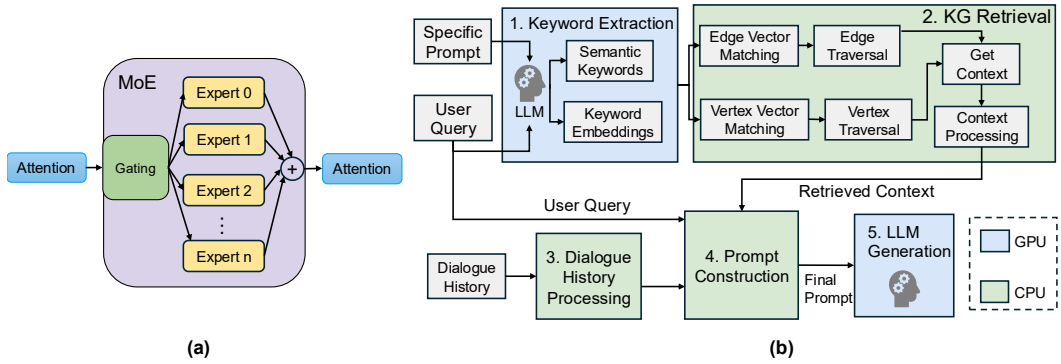 MoE
Attention
Gating
Expert 0
Expert 1
Expert 2
⋮
Expert n
+
Attention
(a)
Specific
Prompt
User
Query
1. Keyword Extraction
LLM
Semantic
Keywords
Keyword
Embeddings
2. KG Retrieval
Edge Vector
Matching
Edge
Traversal
Get
Context
Vertex Vector
Matching
Vertex
Traversal
Context
Processing
User Query
Retrieved Context
Dialogue
History
3. Dialogue
History
Processing
4. Prompt
Construction
Final
Prompt
5. LLM
Generation
GPU
CPU
(b)